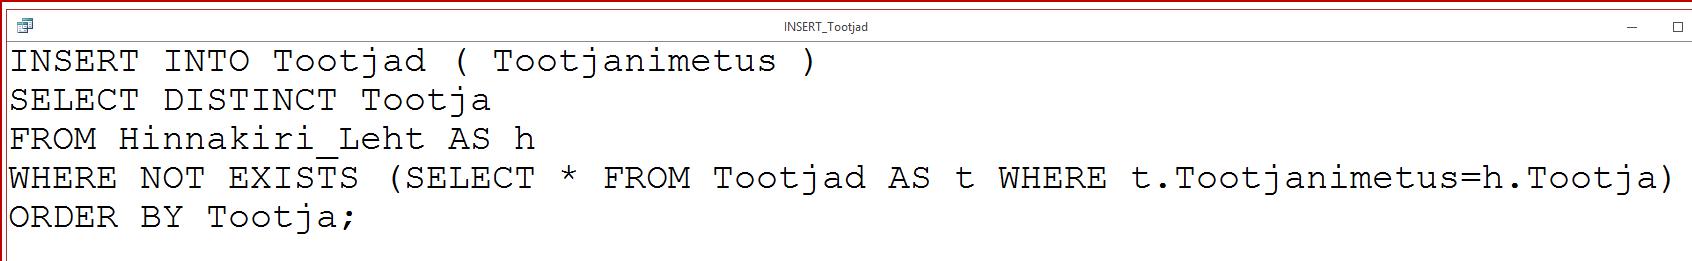 INSERT_Tootjad
INSERT INTO Tootjad ( Tootjanimetus )
SELECT DISTINCT Tootja
FROM Hinnakiri_Leht AS h
WHERE NOT EXISTS (SELECT * FROM Tootjad AS t WHERE t.Tootjanimetus=h.Tootja)
ORDER BY Tootja;